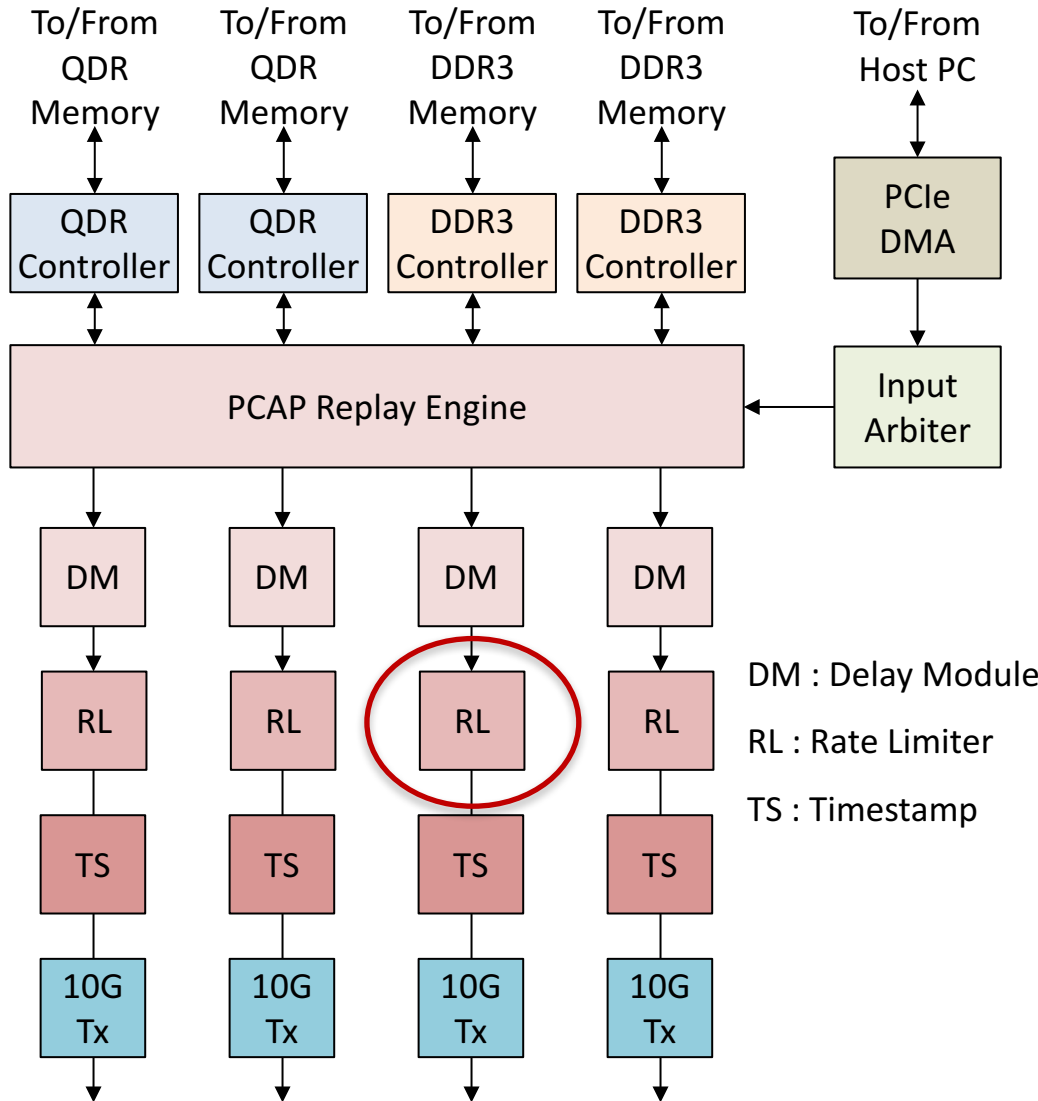 To/From
QDR
Memory
To/From
QDR
Memory
To/From
DDR3
Memory
To/From
DDR3
Memory
To/From
Host PC
QDR
Controller
QDR
Controller
DDR3
Controller
DDR3
Controller
PCIe
DMA
PCAP Replay Engine
Input
Arbiter
DM
DM
DM
DM
RL
RL
RL
RL
DM : Delay Module
RL : Rate Limiter
TS : Timestamp
TS
TS
TS
TS
10G
Tx
10G
Tx
10G
Tx
10G
Tx